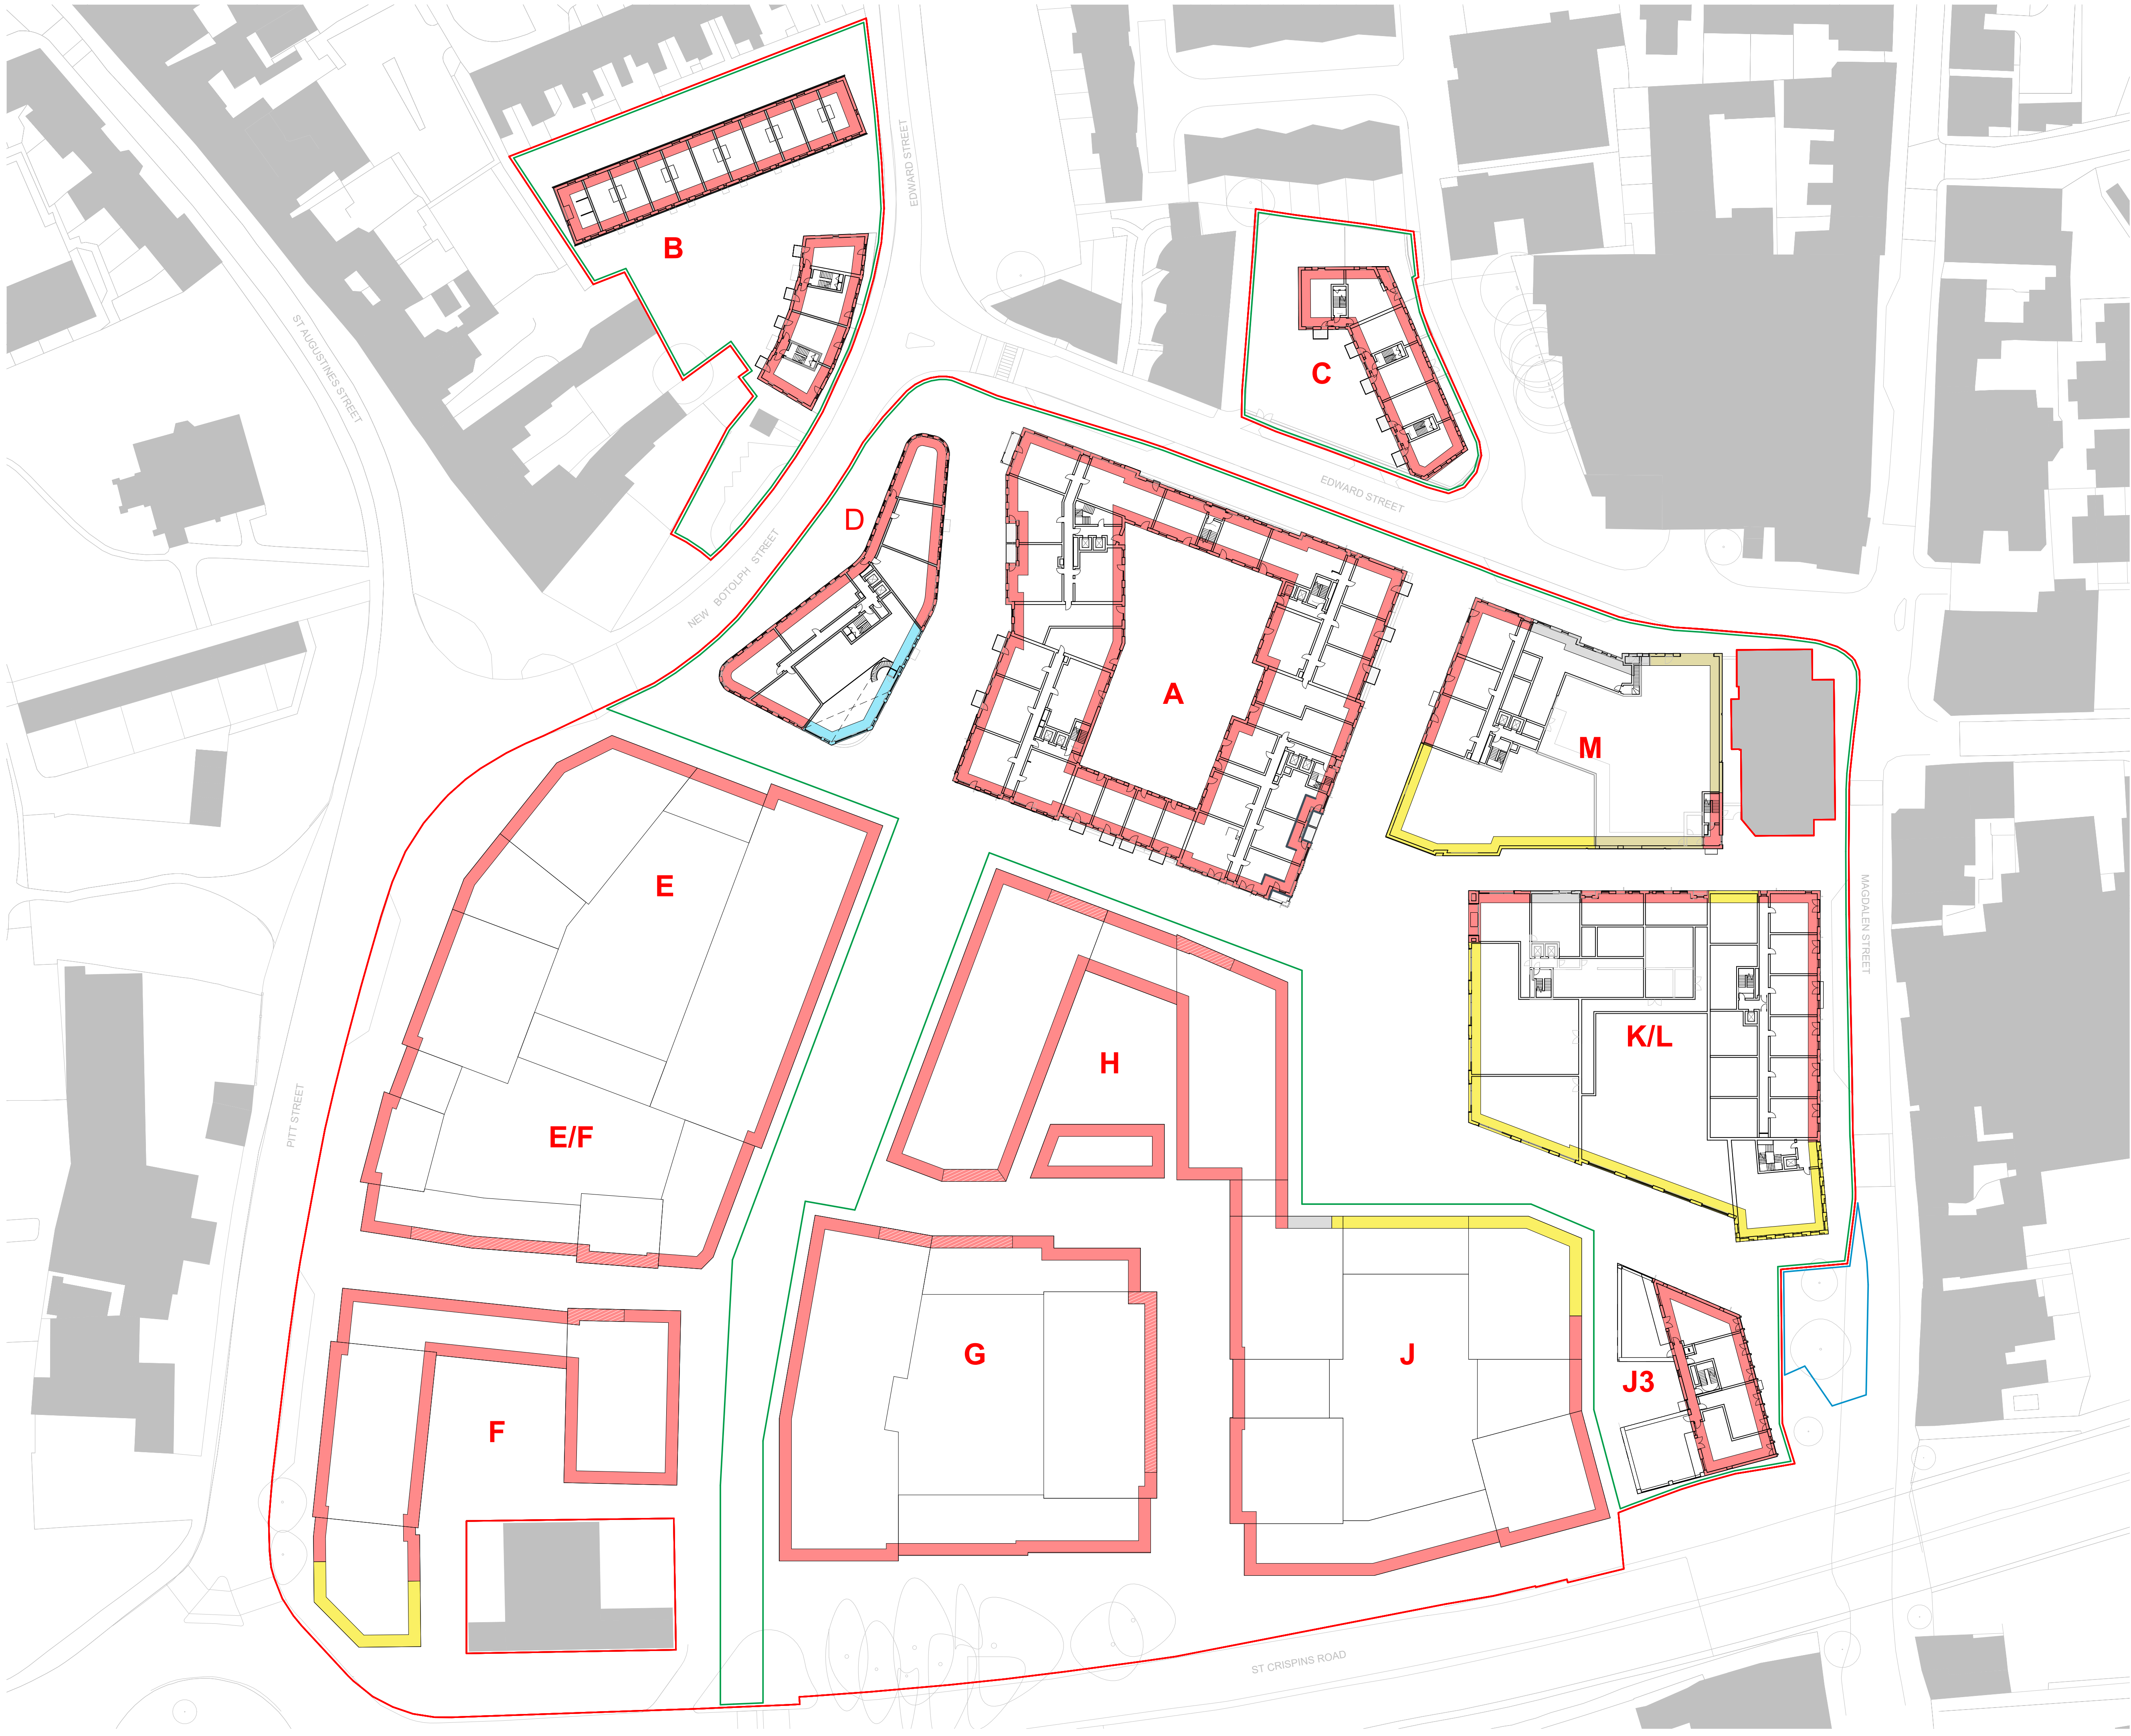 EDWARD STREET
B
ST AUGUSTINES STREET
C
EDWARD STREET
D
NEW BOTOLPH STREET
A
M
E
MAGDALEN STREET
K/L
H
E/F
PITT STREET
G
J
J3
F
ST CRISPINS ROAD